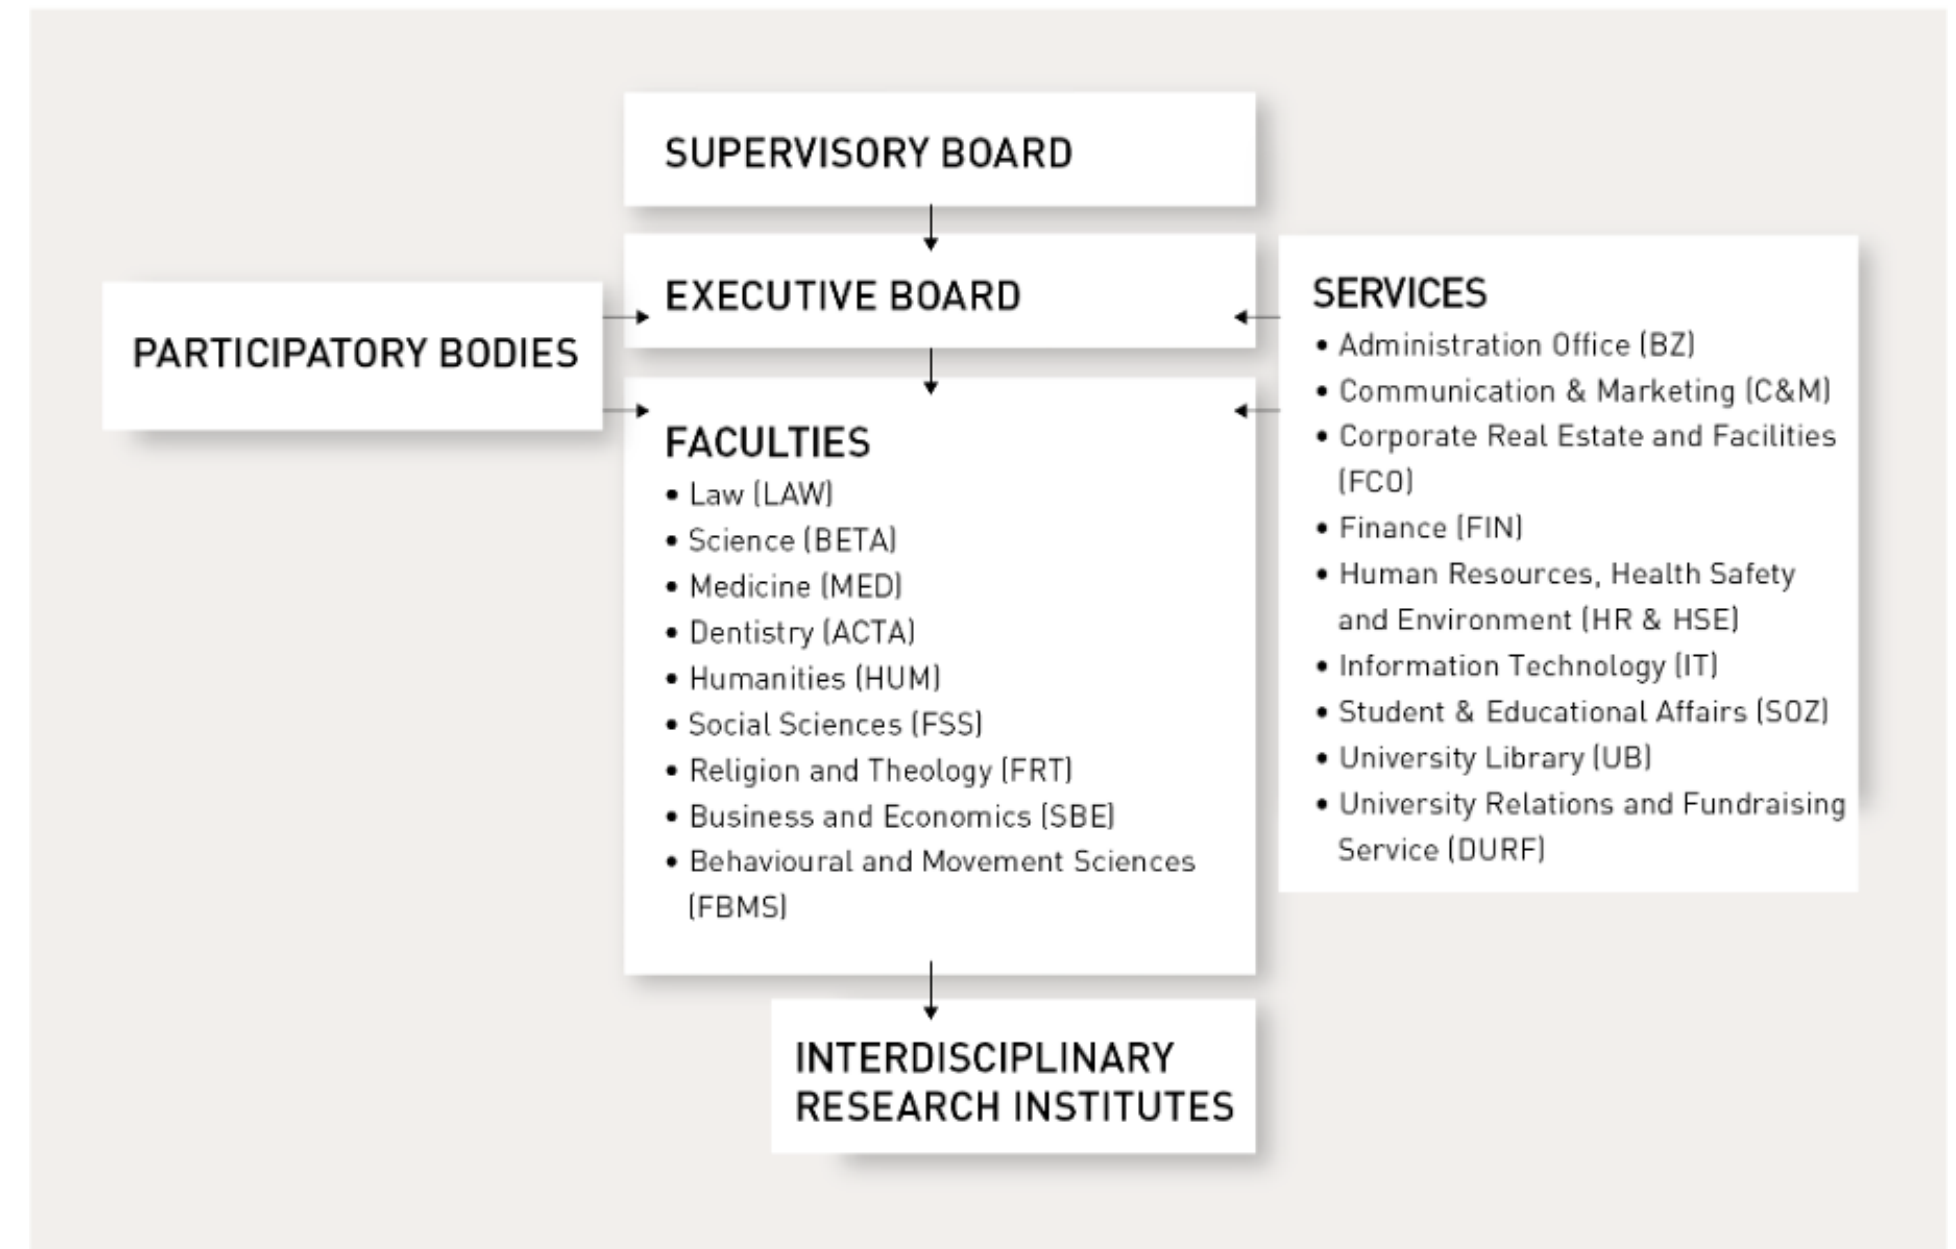 SUPERVISORY BOARD
EXECUTIVE BOARD
PARTICIPATORY BODIES
FACULTIES
• Law (LAW)
• Science (BETA)
• Medicine (MED)
• Dentistry (ACTA)
• Humanities (HUM)
• Social Sciences (FSS)
• Religion and Theology (FRT)
• Business and Economics (SBE)
• Behavioural and Movement Sciences
(FBMS)
SERVICES
• Administration Office (BZ)
• Communication & Marketing (C&M)
• Corporate Real Estate and Facilities
(FCO)
• Finance (FIN)
• Human Resources, Health Safety
and Environment (HR & HSE)
• Information Technology (IT)
• Student & Educational Affairs (SOZ)
• University Library (UB)
• University Relations and Fundraising
Service (DURF)
INTERDISCIPLINARY
RESEARCH INSTITUTES